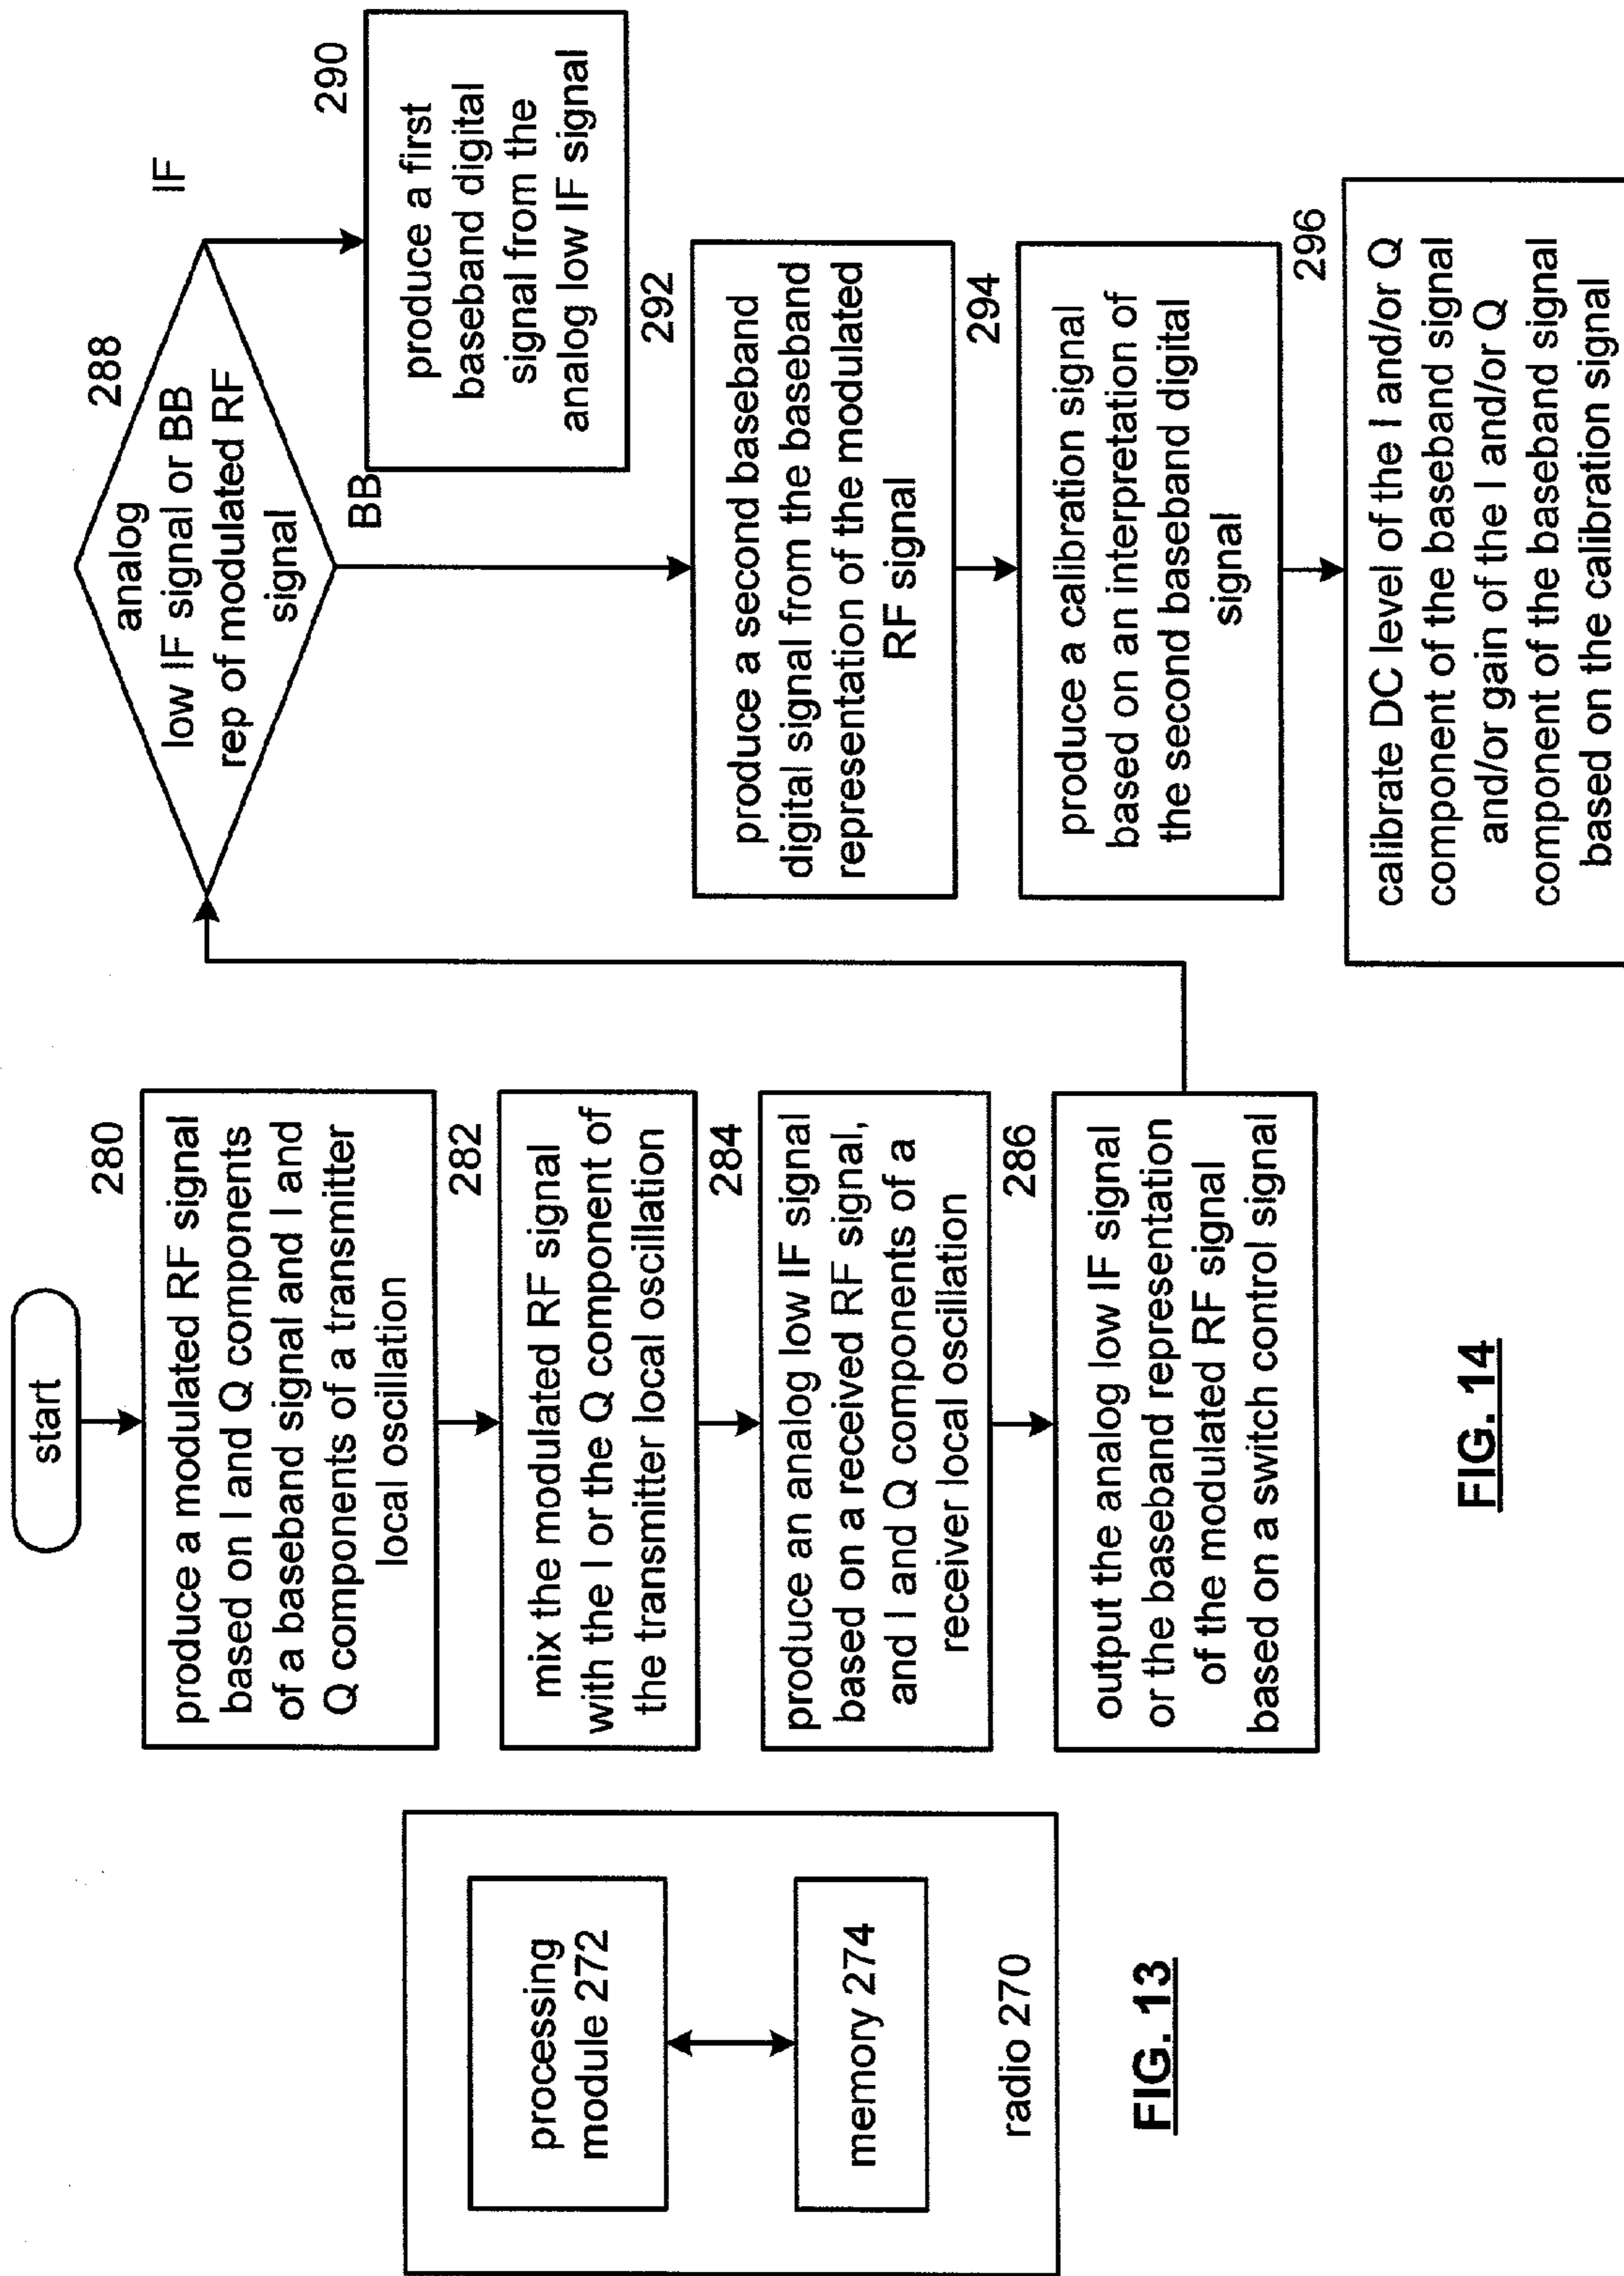 processing
module 272
memory 274
radio 270
FIG. 13
start
280
produce a modulated RF signal
based on I and Q components
of a baseband signal and I and
Q components of a transmitter
local oscillation
282
mix the modulated RF signal
with the I or the Q component of
the transmitter local oscillation
284
produce an analog low IF signal
based on a received RF signal,
and I and Q components of a
receiver local oscillation
286
output the analog low IF signal
or the baseband representation
of the modulated RF signal
based on a switch control signal
288
analog
low IF signal or BB
rep of modulated RF
signal
IF
BB
290
produce a first
baseband digital
signal from the
analog low IF signal
292
produce a second baseband
digital signal from the baseband
representation of the modulated
RF signal
294
produce a calibration signal
based on an interpretation of
the second baseband digital
signal
296
calibrate DC level of the I and/or Q
component of the baseband signal
and/or gain of the I and/or Q
component of the baseband signal
based on the calibration signal
FIG. 14